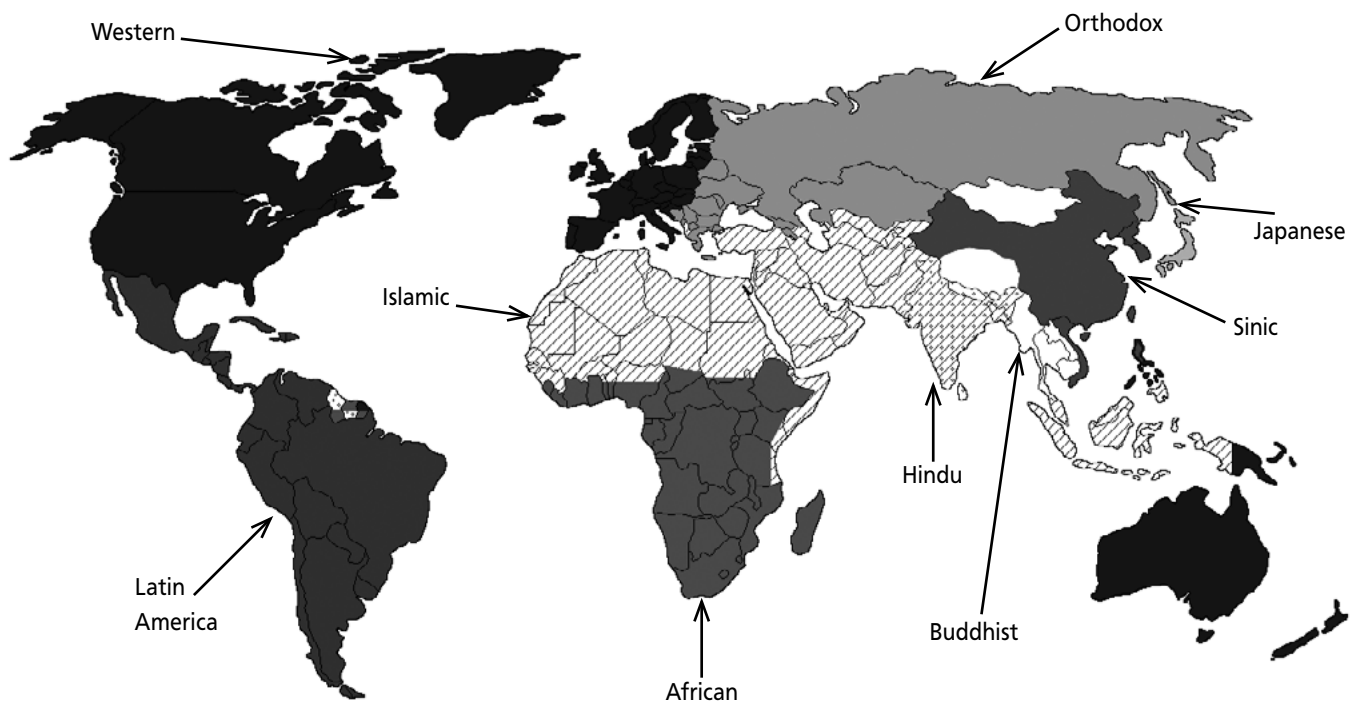 Western
Orthodox
Japanese
Islamic
Sinic
Hindu
Latin
America
Buddhist
African